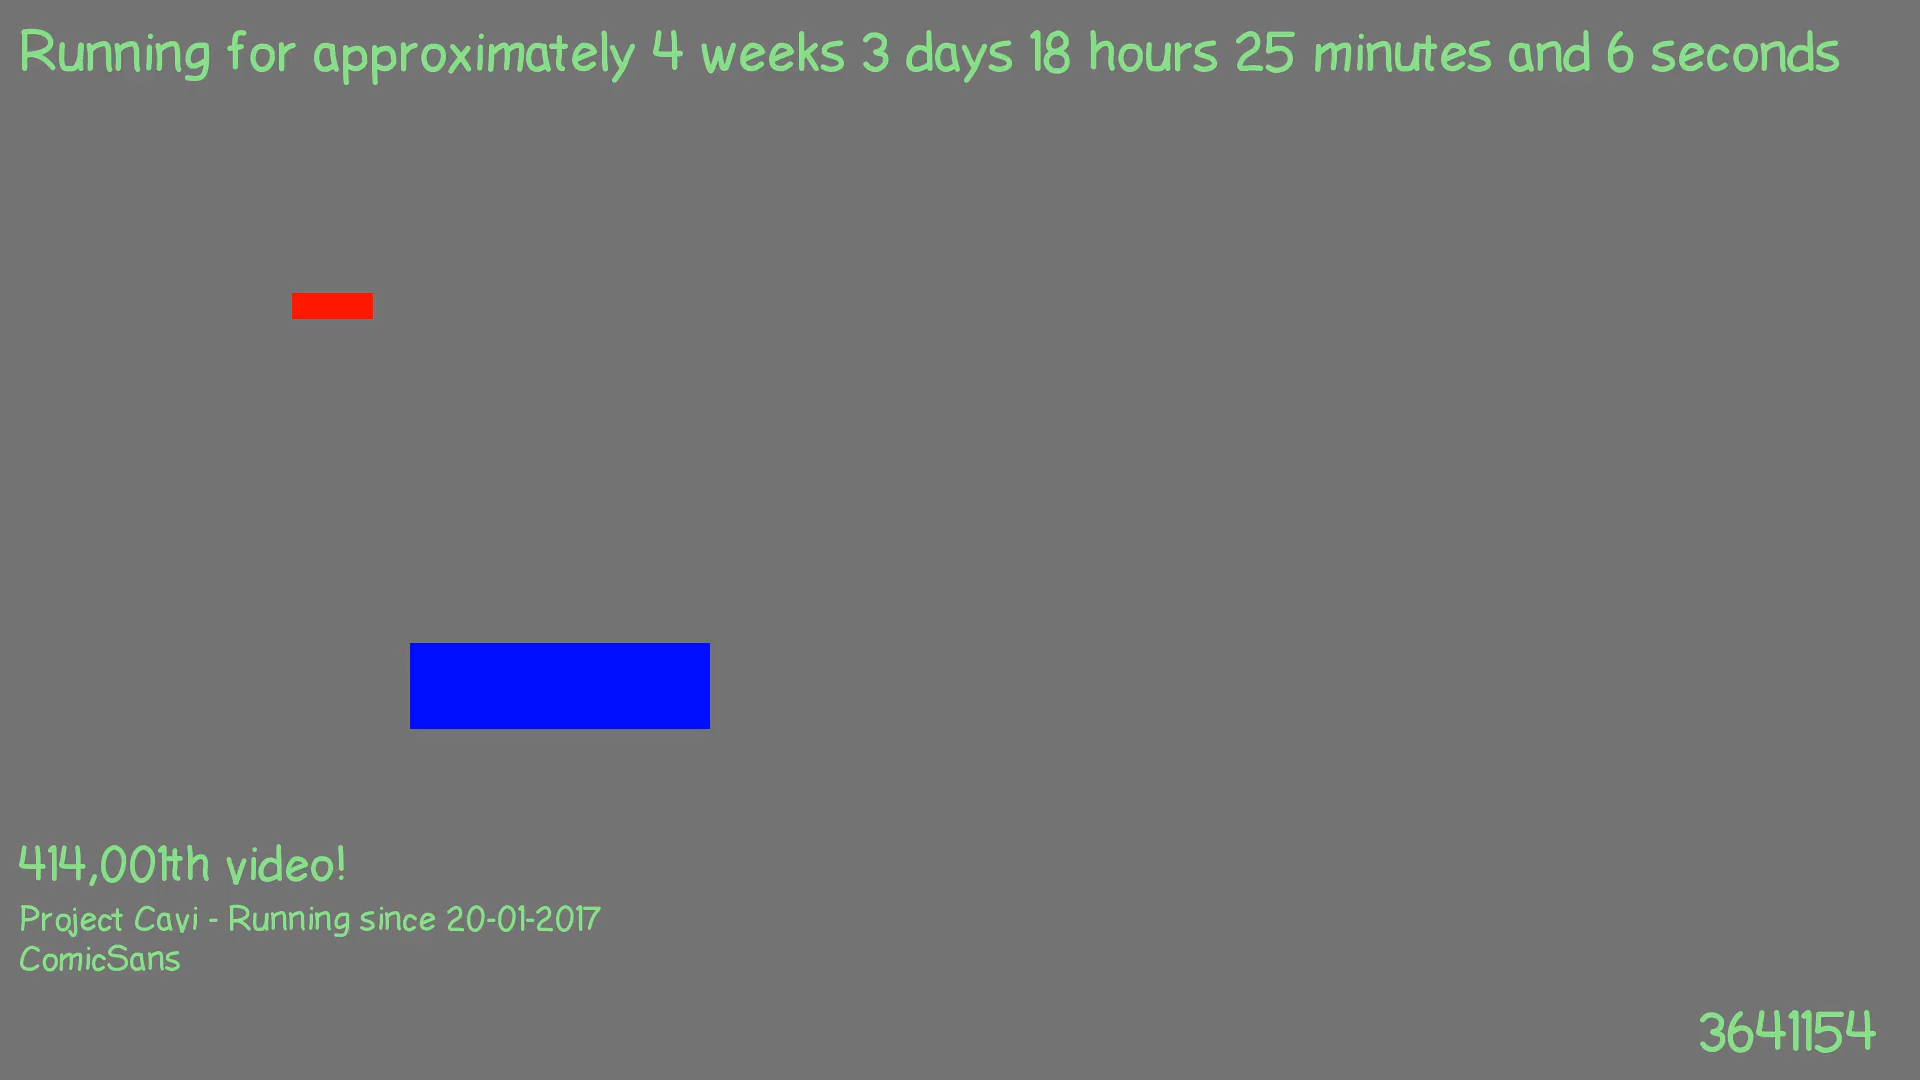 Running for approximately 4 weeks 3 days 18 hours 25 minutes and 6 seconds
414,001th video!
Project Cavi - Running since 20-01-2017
ComicSans
3641154